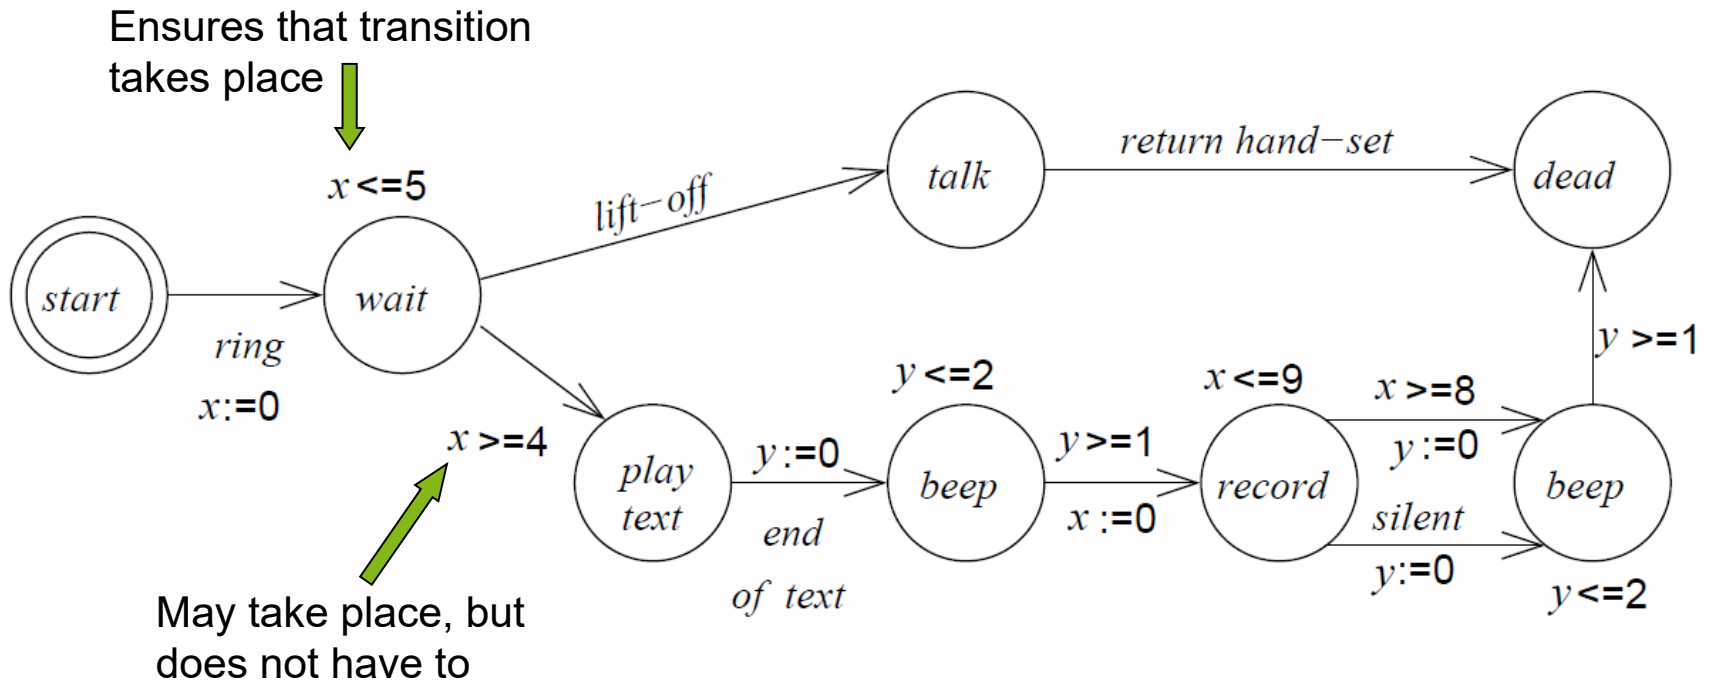 Ensures that transition
takes place
x<=5
start
ring
x:=0
wait
lift-off
talk
return hand-set
dead
x>=4
play
text
y:=0
end
of text
y<=2
beep
y>=1
x:=0
x<=9
record
x>=8
y:=0
silent
y:=0
beep
y<=2
y>=1
May take place, but
does not have to